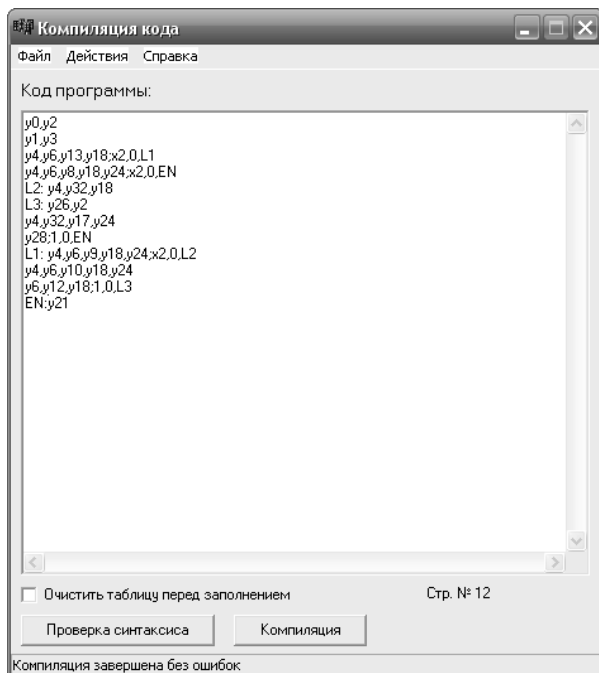 Компиляция кода
Файл Действия Справка
Код программы:
y0,y2
y1,y3
y4,y6,y13,y18;x2,0,L1
y4,y6,y8,y18,y24;x2,0,EN
L2: y4,y32,y18
L3: y26,y2
y4,y32,y17,y24
y28;1,0,EN
L1: y4,y6,y9,y18,y24;x2,0,L2
y4,y6,y10,y18,y24
y6,y12,y18;1,0,L3
EN:y21
Очистить таблицу перед заполнением Стр. № 12
Проверка синтаксиса Компиляция
Компиляция завершена без ошибок